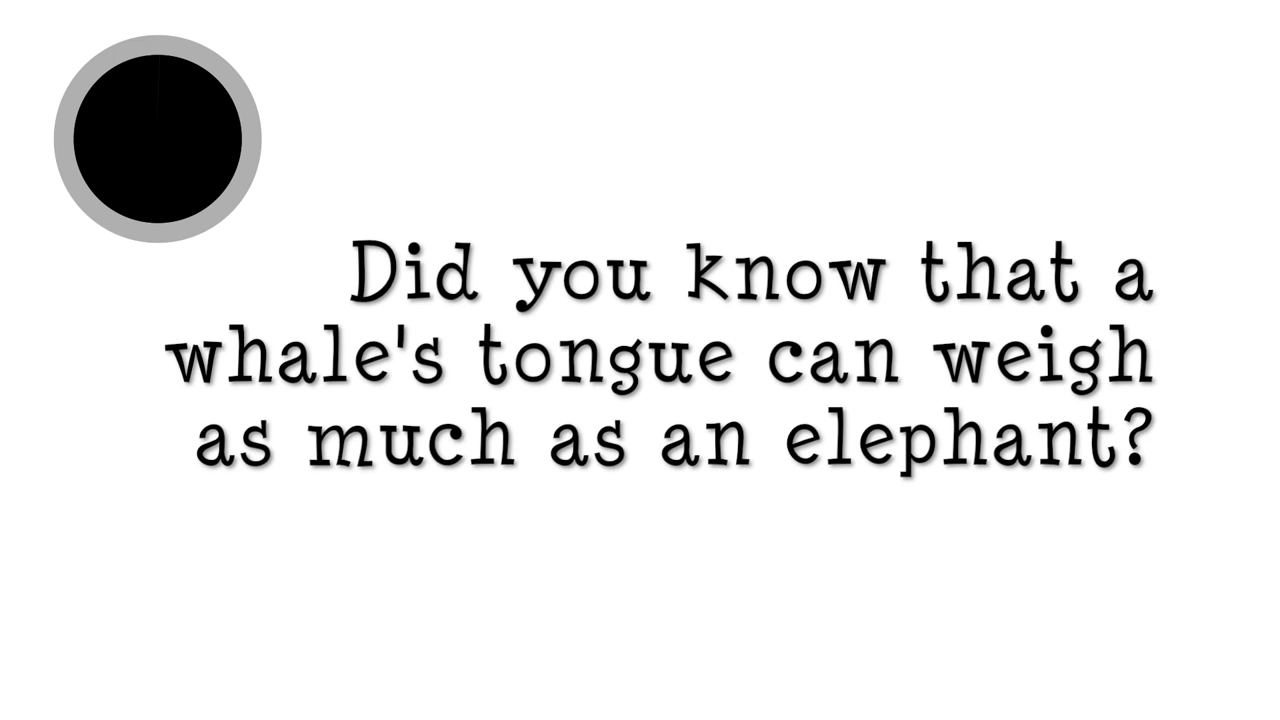 Did you know that a
whale's tongue can weigh
as much as an elephant?